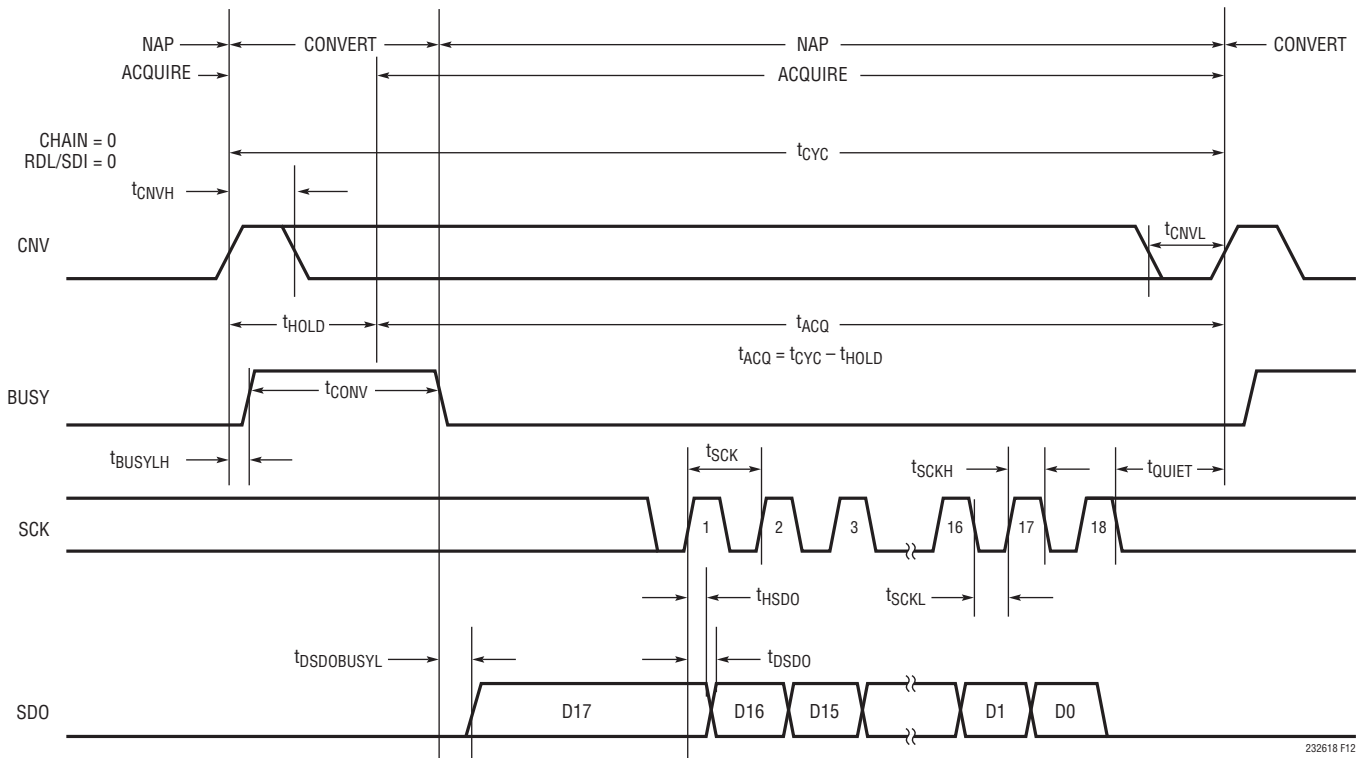 NAP CONVERT NAP CONVERT
ACQUIRE ACQUIRE
CHAIN = 0
RDL/SDI = 0
tCYC
tCNVH
CNV
tCNVL
tHOLD tACQ
tACQ = tCYC – tHOLD
BUSY
tCONV
tBUSYLH
tSCK tSCKH tQUIET
SCK
1 2 3 16 17 18
tHSDO tSCKL
tDSDOBUSYL tDSDO
SDO
D17 D16 D15 D1 D0
232618 F12